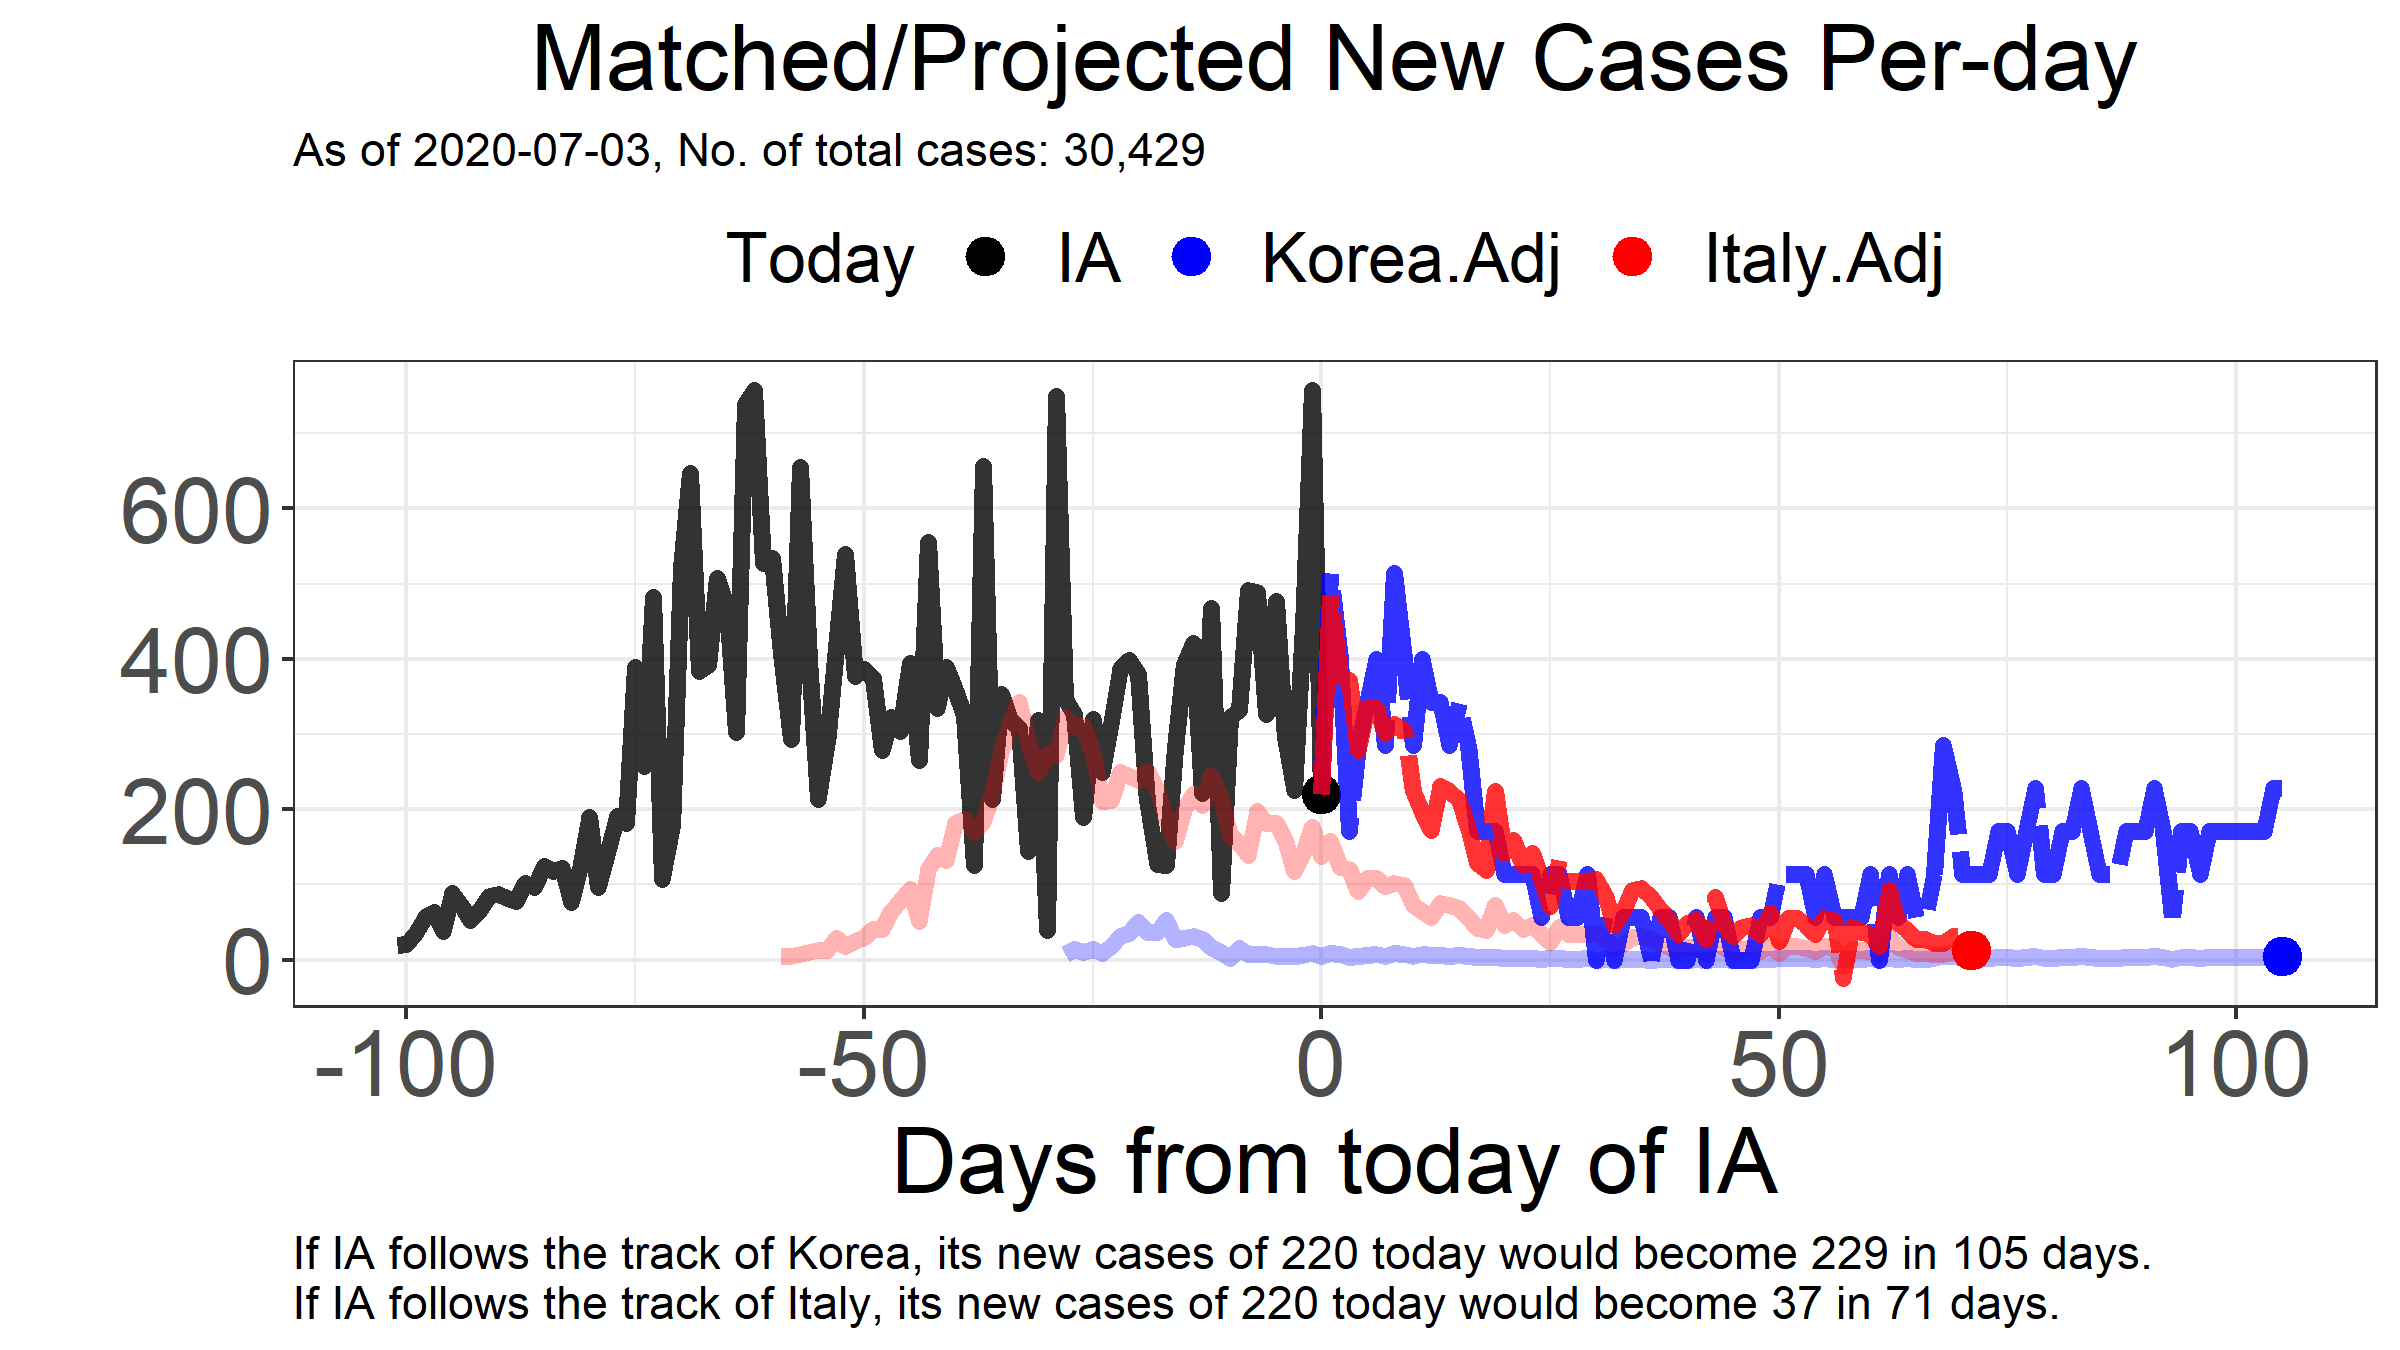 Matched/Projected New Cases Per-day
As of 2020-07-03, No. of total cases: 30,429
Today IA Korea.Adj Italy.Adj
600
400
200
0
-100 -50 0 50 100
Days from today of IA
If IA follows the track of Korea, its new cases of 220 today would become 229 in 105 days.
If IA follows the track of Italy, its new cases of 220 today would become 37 in 71 days.